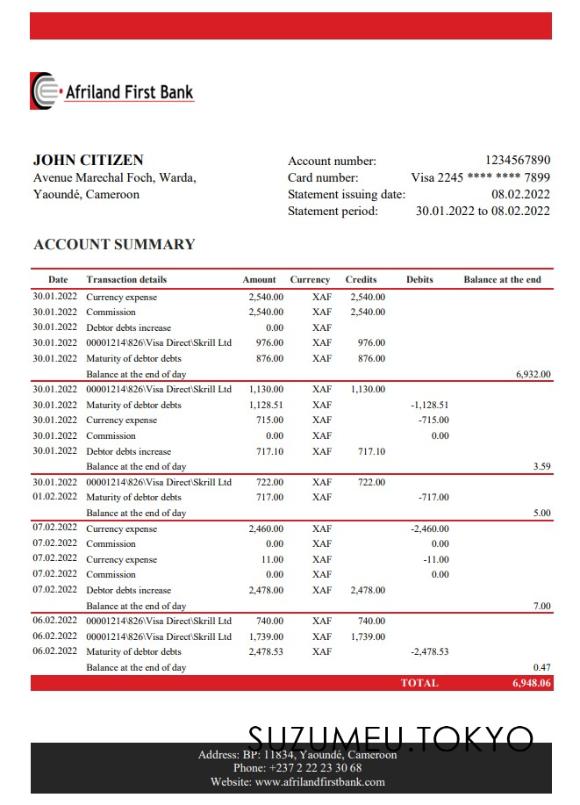 Afriland First Bank
JOHN CITIZEN
Avenue Marechal Foch, Warda,
Yaoundé, Cameroon
Account number: 1234567890
Card number: Visa 2245 **** **** 7899
Statement issuing date: 08.02.2022
Statement period: 30.01.2022 to 08.02.2022
ACCOUNT SUMMARY
Date Transaction details Amount Currency Credits Debits Balance at the end
30.01.2022 Currency expense 2,540.00 XAF 2,540.00
30.01.2022 Commission 2,540.00 XAF 2,540.00
30.01.2022 Debtor debts increase 0.00 XAF
30.01.2022 00001214\826\Visa Direct\Skrill Ltd 976.00 XAF 976.00
30.01.2022 Maturity of debtor debts 876.00 XAF 876.00
Balance at the end of day 6,932.00
30.01.2022 00001214\826\Visa Direct\Skrill Ltd 1,130.00 XAF 1,130.00
30.01.2022 Maturity of debtor debts 1,128.51 XAF -1,128.51
30.01.2022 Currency expense 715.00 XAF -715.00
30.01.2022 Commission 0.00 XAF 0.00
30.01.2022 Debtor debts increase 717.10 XAF 717.10
Balance at the end of day 3.59
30.01.2022 00001214\826\Visa Direct\Skrill Ltd 722.00 XAF 722.00
01.02.2022 Maturity of debtor debts 717.00 XAF -717.00
Balance at the end of day 5.00
07.02.2022 Currency expense 2,460.00 XAF -2,460.00
07.02.2022 Commission 0.00 XAF 0.00
07.02.2022 Currency expense 11.00 XAF -11.00
07.02.2022 Commission 0.00 XAF 0.00
07.02.2022 Debtor debts increase 2,478.00 XAF 2,478.00
Balance at the end of day 7.00
06.02.2022 00001214\826\Visa Direct\Skrill Ltd 740.00 XAF 740.00
06.02.2022 00001214\826\Visa Direct\Skrill Ltd 1,739.00 XAF 1,739.00
06.02.2022 Maturity of debtor debts 2,478.53 XAF -2,478.53
Balance at the end of day 0.47
TOTAL 6,948.06
SUZUMEU.TOKYO
Address: BP: 11834, Yaoundé, Cameroon
Phone: +237 2 22 23 30 68
Website: www.afrilandfirstbank.com